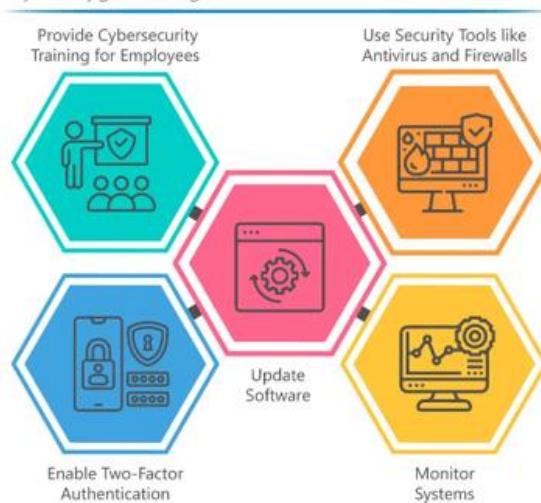 Provide Cybersecurity
Training for Employees
Use Security Tools like
Antivirus and Firewalls
Update
Software
Enable Two-Factor
Authentication
Monitor
Systems